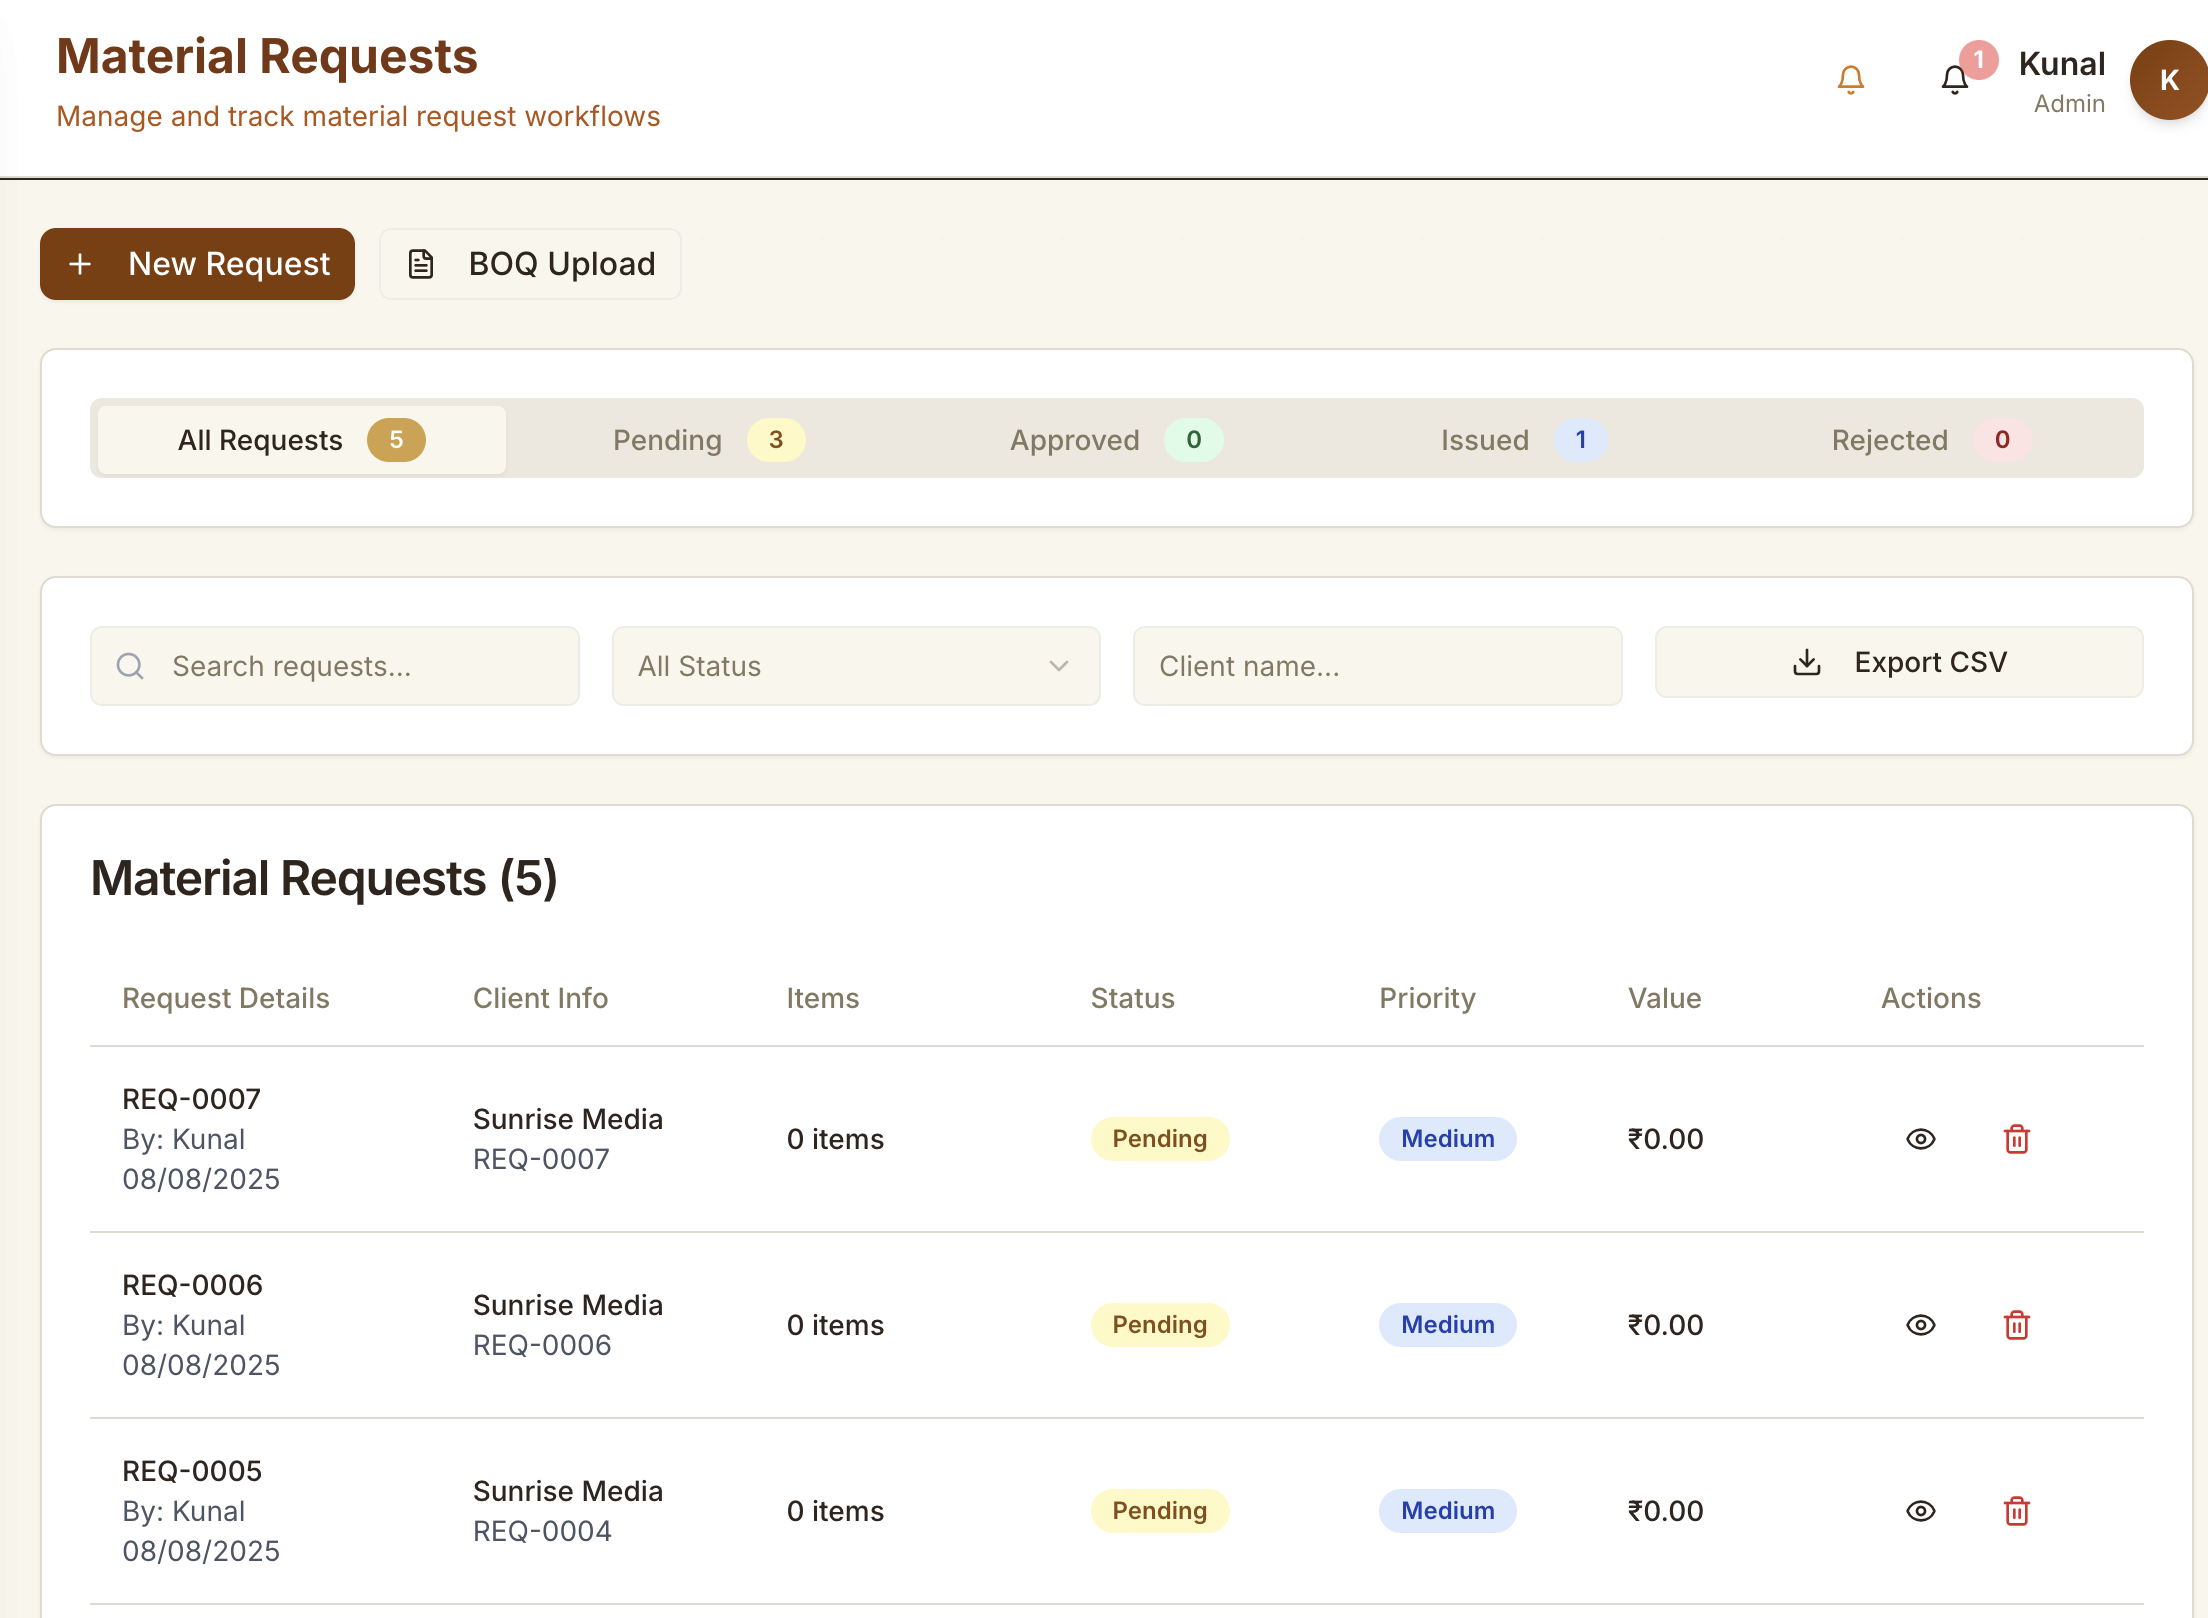 Material Requests
Manage and track material request workflows
1
Kunal
Admin
K
New Request
BOQ Upload
All Requests 5
Pending 3
Approved 0
Issued 1
Rejected 0
Search requests...
All Status
Client name...
Export CSV
Material Requests (5)
Request Details Client Info Items Status Priority Value Actions
REQ-0007
By: Kunal
08/08/2025
Sunrise Media
REQ-0007
0 items
Pending
Medium
₹0.00
REQ-0006
By: Kunal
08/08/2025
Sunrise Media
REQ-0006
0 items
Pending
Medium
₹0.00
REQ-0005
By: Kunal
08/08/2025
Sunrise Media
REQ-0004
0 items
Pending
Medium
₹0.00